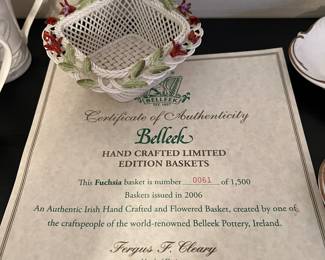 BELLEEK
Certificate of Authenticity
Belleek
HAND CRAFTED LIMITED
EDITION BASKETS
This Fuchsia basket is number 0061 of 1,500
Baskets issued in 2006
An Authentic Irish Hand Crafted and Flowered Basket, created by one of
the craftspeople of the world-renowned Belleek Pottery, Ireland.
Fergus F. Cleary